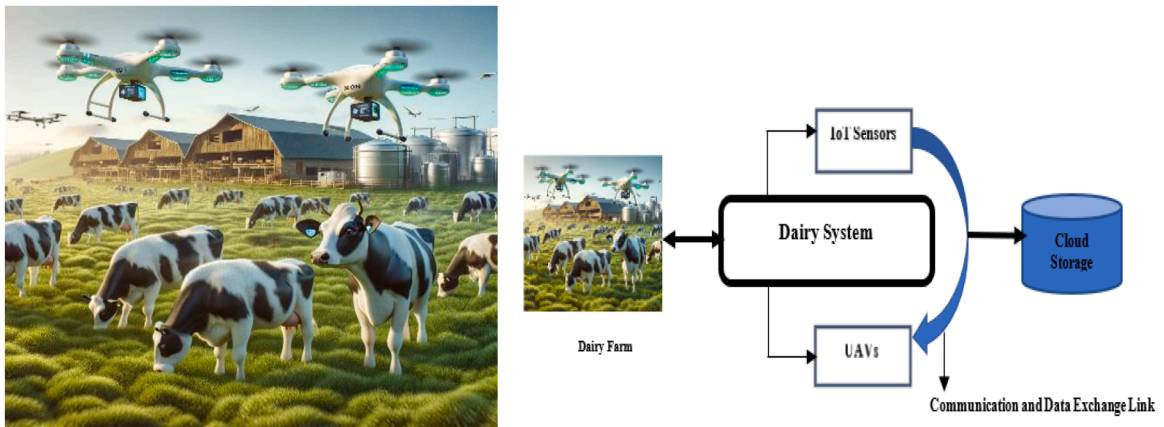 IoT Sensors
Dairy System
Cloud
Storage
Dairy Farm
UAVs
Communication and Data Exchange Link